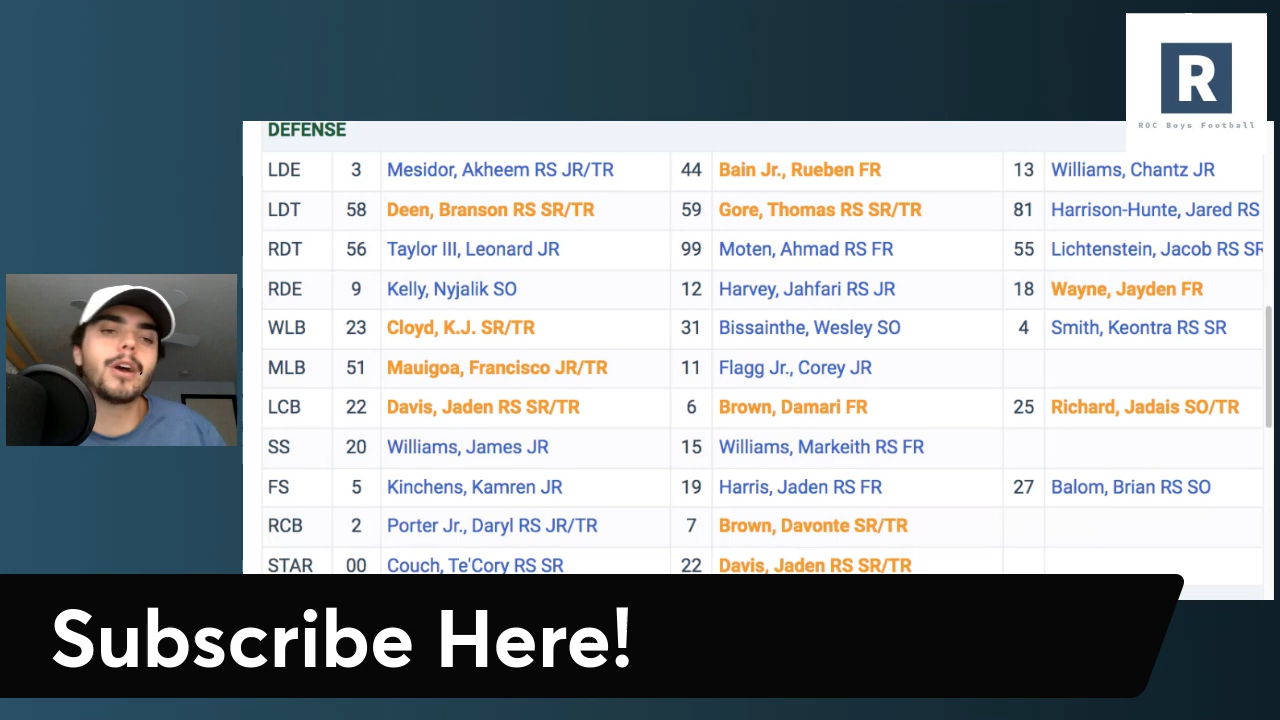 R
ROC Boys Football
DEFENSE
LDE 3 Mesidor, Akheem RS JR/TR 44 Bain Jr., Rueben FR 13 Williams, Chantz JR
LDT 58 Deen, Branson RS SR/TR 59 Gore, Thomas RS SR/TR 81 Harrison-Hunte, Jared RS
RDT 56 Taylor III, Leonard JR 99 Moten, Ahmad RS FR 55 Lichtenstein, Jacob RS SR
RDE 9 Kelly, Nyjalik SO 12 Harvey, Jahfari RS JR 18 Wayne, Jayden FR
WLB 23 Cloyd, K.J. SR/TR 31 Bissainthe, Wesley SO 4 Smith, Keontra RS SR
MLB 51 Mauigoa, Francisco JR/TR 11 Flagg Jr., Corey JR
LCB 22 Davis, Jaden RS SR/TR 6 Brown, Damari FR 25 Richard, Jadais SO/TR
SS 20 Williams, James JR 15 Williams, Markeith RS FR
FS 5 Kinchens, Kamren JR 19 Harris, Jaden RS FR 27 Balom, Brian RS SO
RCB 2 Porter Jr., Daryl RS JR/TR 7 Brown, Davonte SR/TR
STAR 00 Couch, Te'Cory RS SR 22 Davis, Jaden RS SR/TR
Subscribe Here!